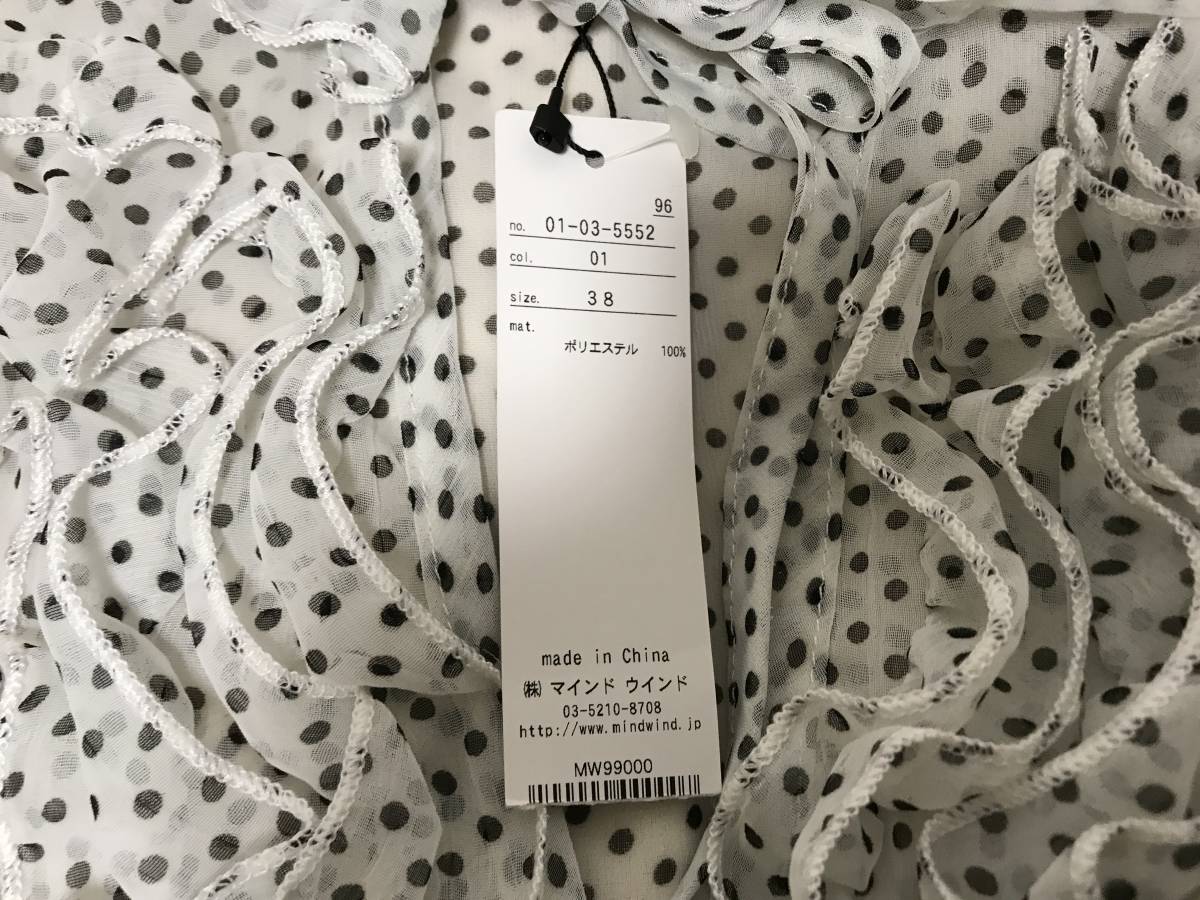 96
no. 01-03-5552
col. 01
size. 38
mat.
ポリエステル 100%
made in China
㈱ マインド ウインド
03-5210-8708
http://www.mindwind.jp
MW99000